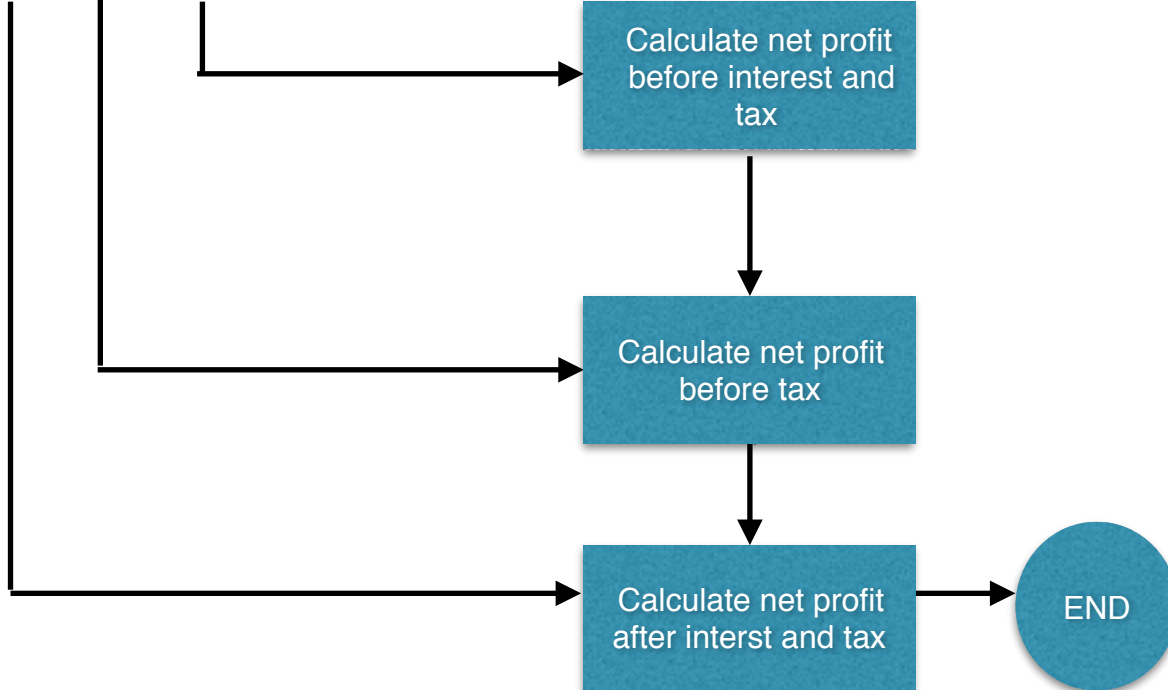 Calculate net profit
before interest and
tax
Calculate net profit
before tax
Calculate net profit
after interst and tax
END